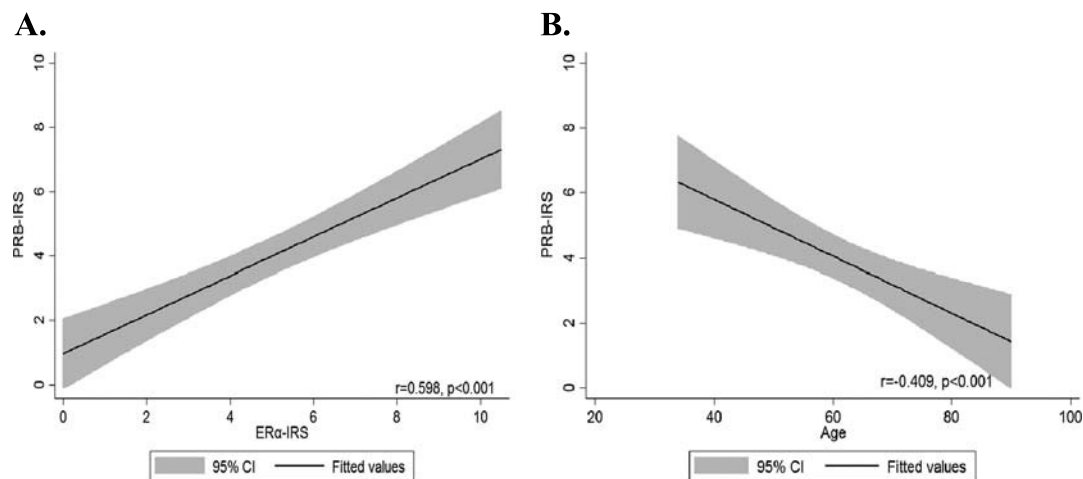 A.
PRB-IRS
10
8
6
4
2
0
r=0.598, p<0.001
0 2 4 6 8 10
ERα-IRS
95% CI Fitted values
B.
PRB-IRS
10
8
6
4
2
0
r=-0.409, p<0.001
20 40 60 80 100
Age
95% CI Fitted values